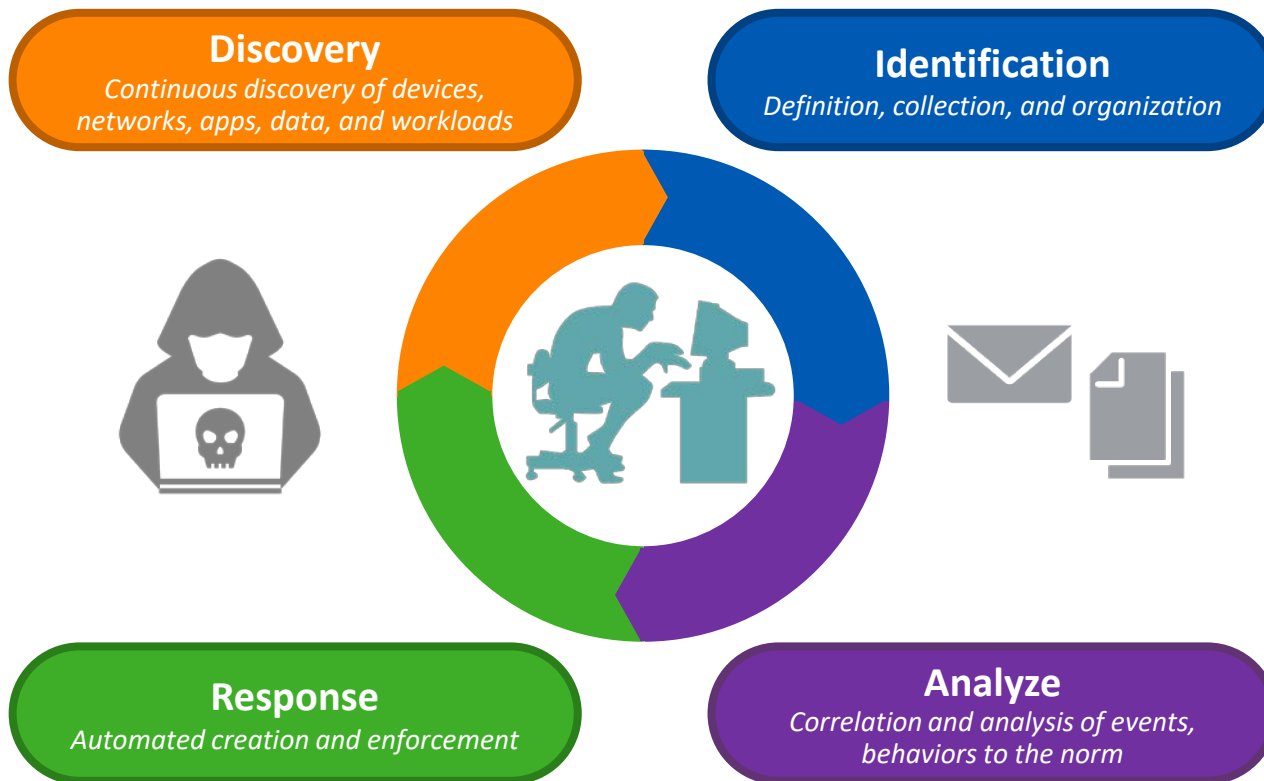 Discovery
Continuous discovery of devices,
networks, apps, data, and workloads
Identification
Definition, collection, and organization
Response
Automated creation and enforcement
Analyze
Correlation and analysis of events,
behaviors to the norm